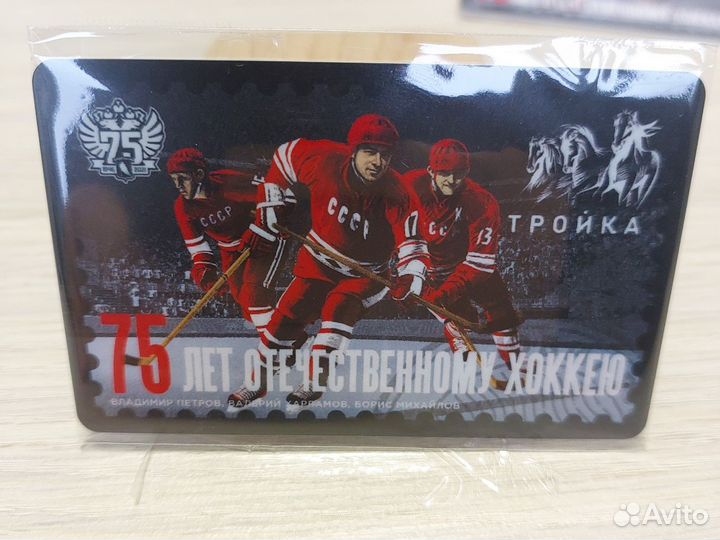 75
СССР
СССР
17
СССР
13
ТРОЙКА
75 ЛЕТ ОТЕЧЕСТВЕННОМУ ХОККЕЮ
ВЛАДИМИР ПЕТРОВ, ВАЛЕРИЙ ХАРЛАМОВ, БОРИС МИХАЙЛОВ
Avito